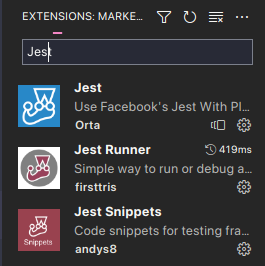 EXTENSIONS: MARKE...
Jest
Jest
Use Facebook's Jest With Pl...
Orta
Jest Runner 419ms
Simple way to run or debug a...
firsttris
Jest Snippets
Code snippets for testing fra...
Snippets
andys8